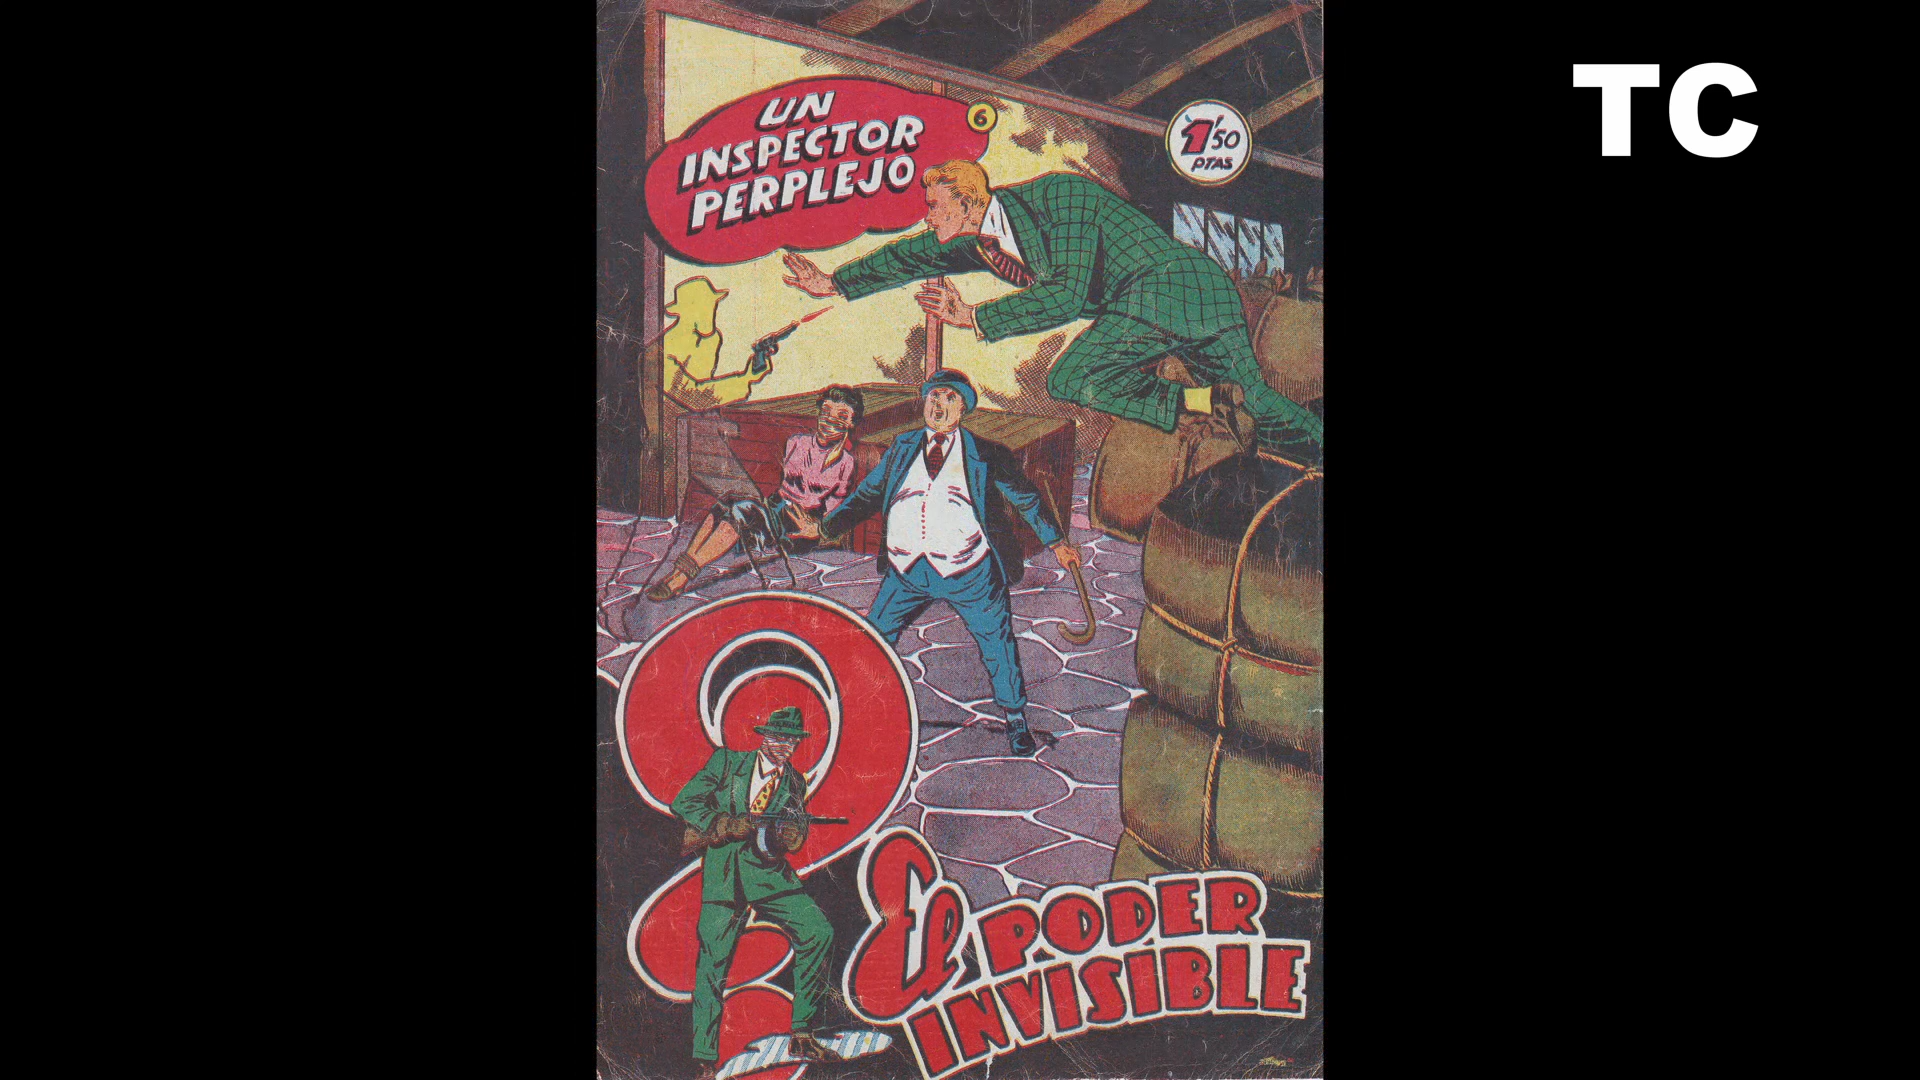 TC
UN
INSPECTOR
PERPLEJO
6
1'50
PTAS
El PODER
INVISIBLE